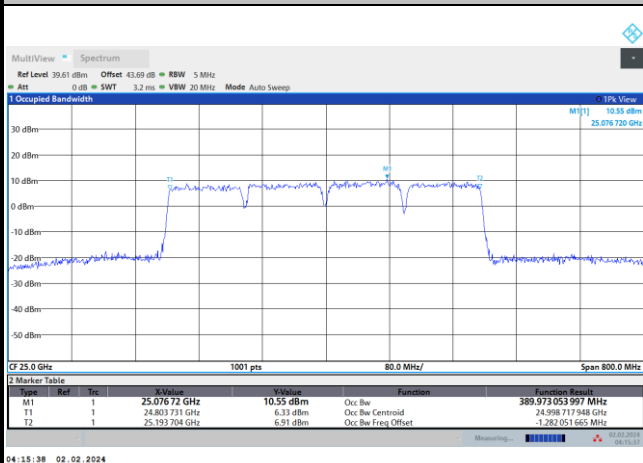 MultiView Spectrum
Ref Level 39.61 dBm Offset 43.69 dB RBW 5 MHz
Att 0 dB SWT 3.2 ms VBW 20 MHz Mode Auto Sweep
1 Occupied Bandwidth 1Pk View
M1[1] 10.55 dBm
25.076 720 GHz
30 dBm
20 dBm
M1
T1 T2
10 dBm
0 dBm
-10 dBm
-20 dBm
-30 dBm
-40 dBm
-50 dBm
CF 25.0 GHz 1001 pts 80.0 MHz/ Span 800.0 MHz
2 Marker Table
Type Ref Trc X-Value Y-Value Function Function Result
M1 1 25.076 72 GHz 10.55 dBm Occ Bw 389.973 053 997 MHz
T1 1 24.803 731 GHz 6.33 dBm Occ Bw Centroid 24.998 717 948 GHz
T2 1 25.193 704 GHz 6.91 dBm Occ Bw Freq Offset -1.282 051 665 MHz
Measuring... 02.02.2024
04:15:37
04:15:38 02.02.2024